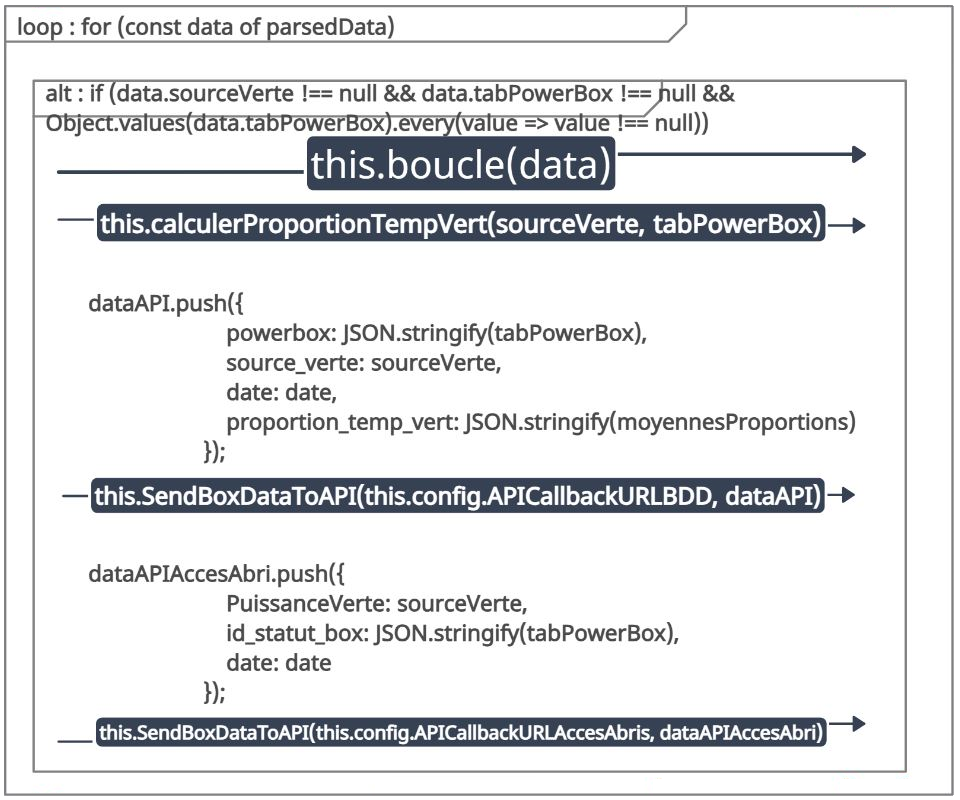 loop : for (const data of parsedData)
alt : if (data.sourceVerte !== null && data.tabPowerBox !== null &&
Object.values(data.tabPowerBox).every(value => value !== null))
this.boucle(data)
this.calculerProportionTempVert(sourceVerte, tabPowerBox)
dataAPI.push({
powerbox: JSON.stringify(tabPowerBox),
source_verte: sourceVerte,
date: date,
proportion_temp_vert: JSON.stringify(moyennesProportions)
});
this.SendBoxDataToAPI(this.config.APICallbackURLBDD, dataAPI)
dataAPIAccesAbri.push({
PuissanceVerte: sourceVerte,
id_statut_box: JSON.stringify(tabPowerBox),
date: date
});
this.SendBoxDataToAPI(this.config.APICallbackURLAccesAbris, dataAPIAccesAbri)